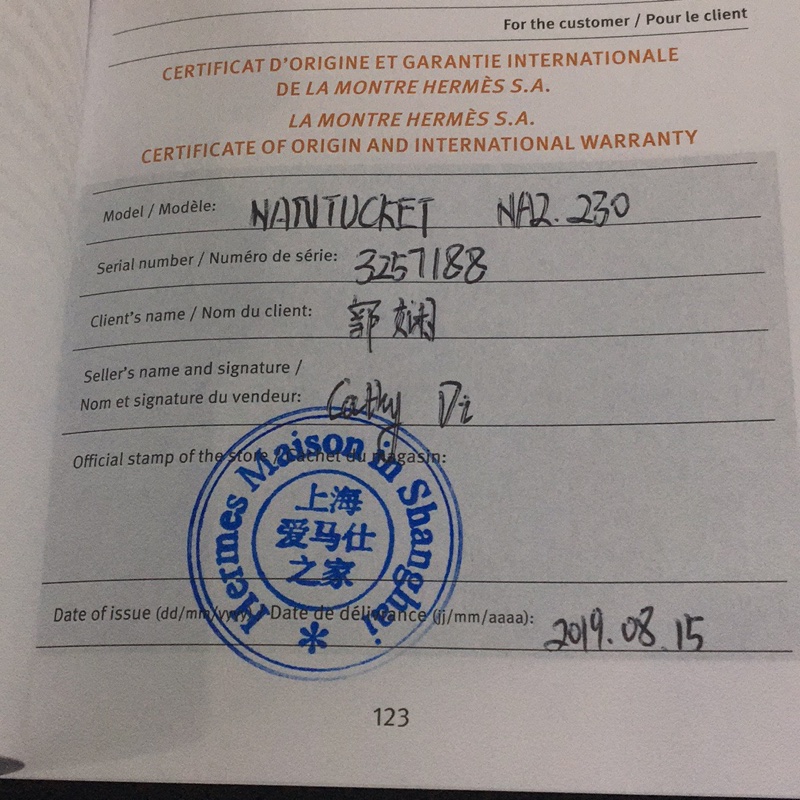 For the customer / Pour le client
CERTIFICAT D'ORIGINE ET GARANTIE INTERNATIONALE
DE LA MONTRE HERMÈS S.A.
LA MONTRE HERMÈS S.A.
CERTIFICATE OF ORIGIN AND INTERNATIONAL WARRANTY
Model / Modèle: NANTUCKET NA2.230
Serial number / Numéro de série: 3257188
Client's name / Nom du client: 郭
Seller's name and signature /
Nom et signature du vendeur: Cathy Di
Official stamp of the store / Cachet du magasin:
Hermes Maison in Shanghai
上海
爱马仕
之家
*
Date of issue (dd/mm/yyyy) / Date de délivrance (jj/mm/aaaa): 2019.08.15
123